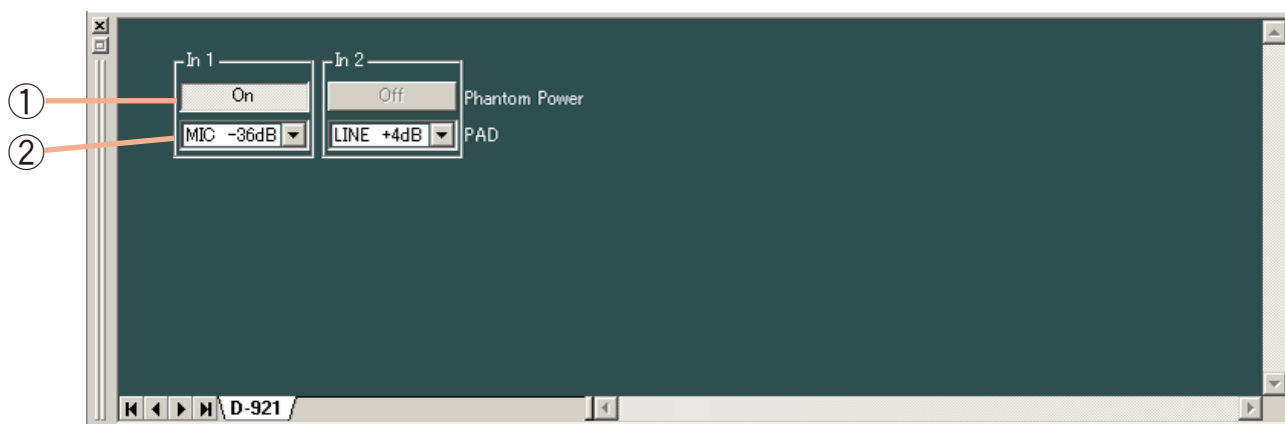 In 1 In 2
① On Off Phantom Power
② MIC -36dB LINE +4dB PAD
D-921